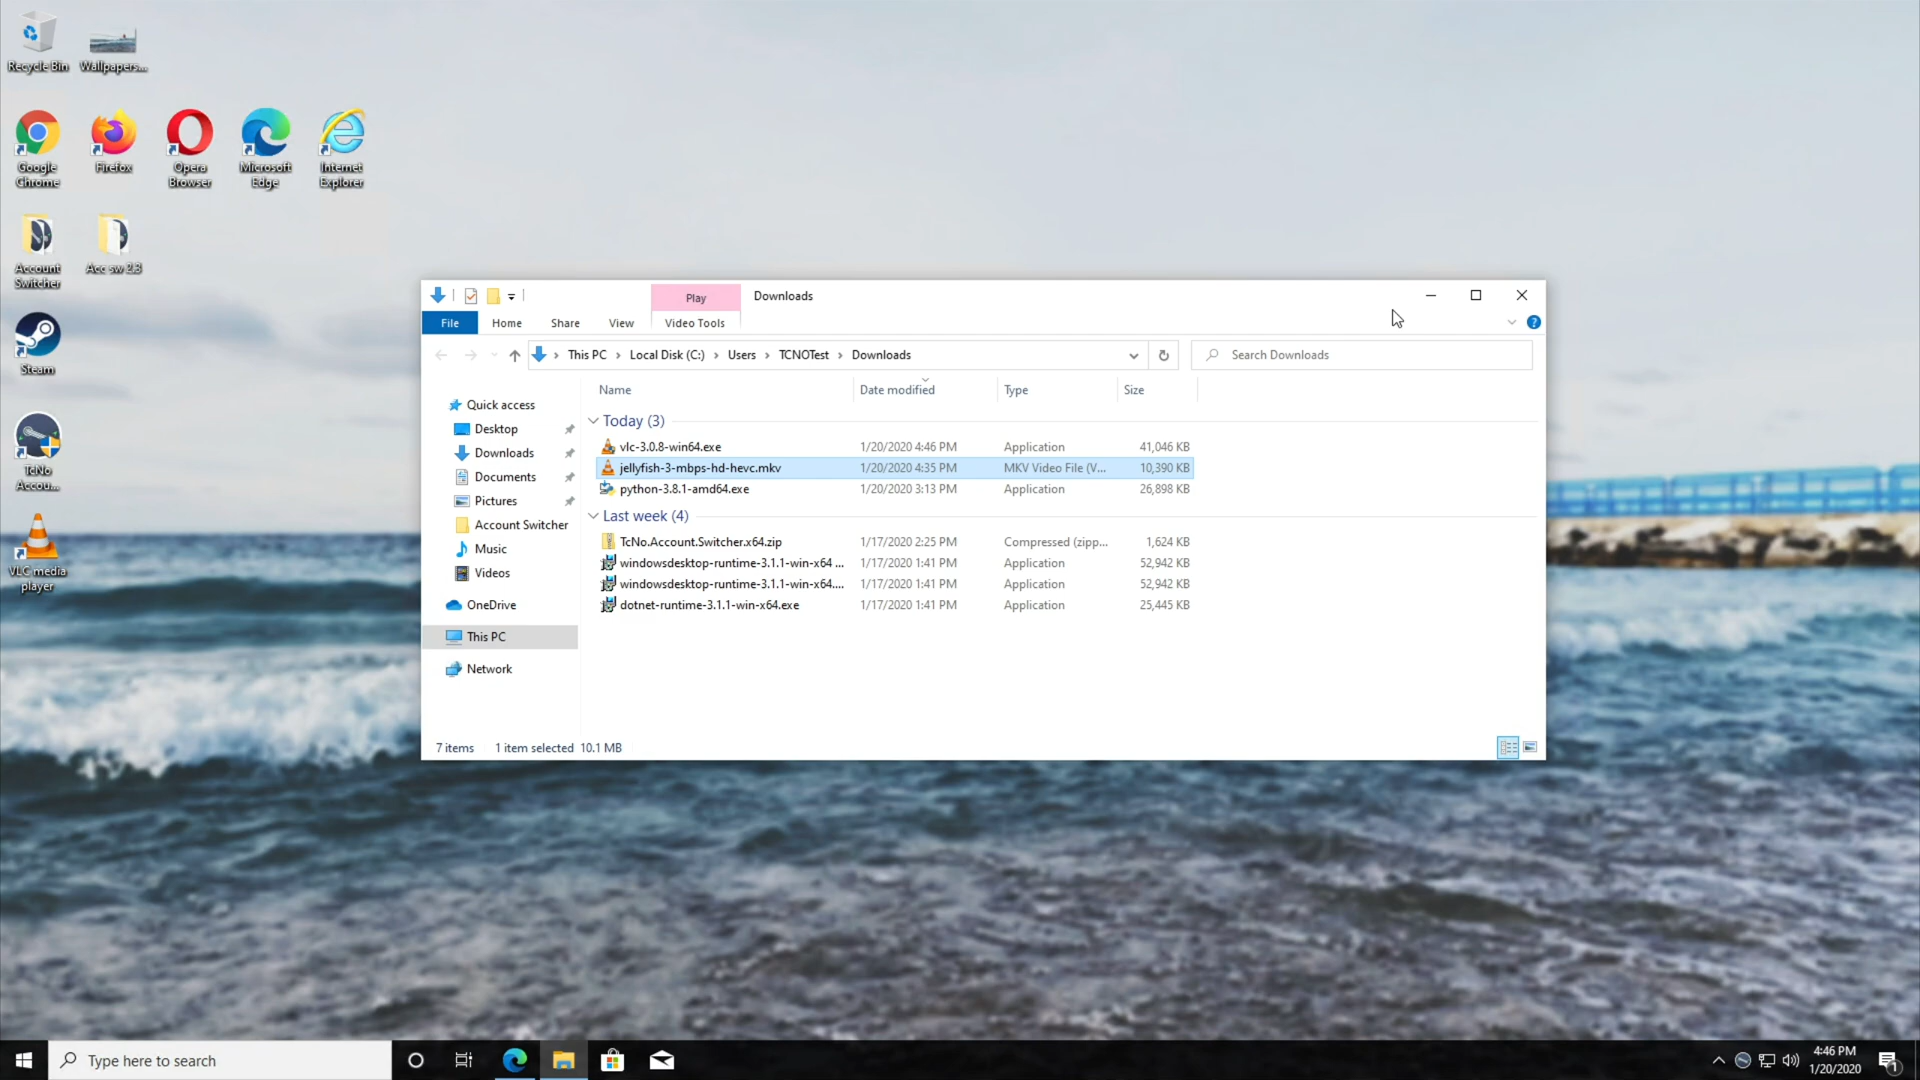 Recycle Bin
Wallpapers...
Google Chrome
Firefox
Opera Browser
Microsoft Edge
Internet Explorer
Account Switcher
Acc sw 2.3
Steam
TcNo Accou...
VLC media player
Play
Downloads
File
Home
Share
View
Video Tools
This PC
Local Disk (C:)
Users
TCNOTest
Downloads
Search Downloads
Quick access
Desktop
Downloads
Documents
Pictures
Account Switcher
Music
Videos
OneDrive
This PC
Network
Name Date modified Type Size
Today (3)
vlc-3.0.8-win64.exe 1/20/2020 4:46 PM Application 41,046 KB
jellyfish-3-mbps-hd-hevc.mkv 1/20/2020 4:35 PM MKV Video File (V... 10,390 KB
python-3.8.1-amd64.exe 1/20/2020 3:13 PM Application 26,898 KB
Last week (4)
TcNo.Account.Switcher.x64.zip 1/17/2020 2:25 PM Compressed (zipp... 1,624 KB
windowsdesktop-runtime-3.1.1-win-x64 ... 1/17/2020 1:41 PM Application 52,942 KB
windowsdesktop-runtime-3.1.1-win-x64.... 1/17/2020 1:41 PM Application 52,942 KB
dotnet-runtime-3.1.1-win-x64.exe 1/17/2020 1:41 PM Application 25,445 KB
7 items 1 item selected 10.1 MB
Type here to search
4:46 PM
1/20/2020
1